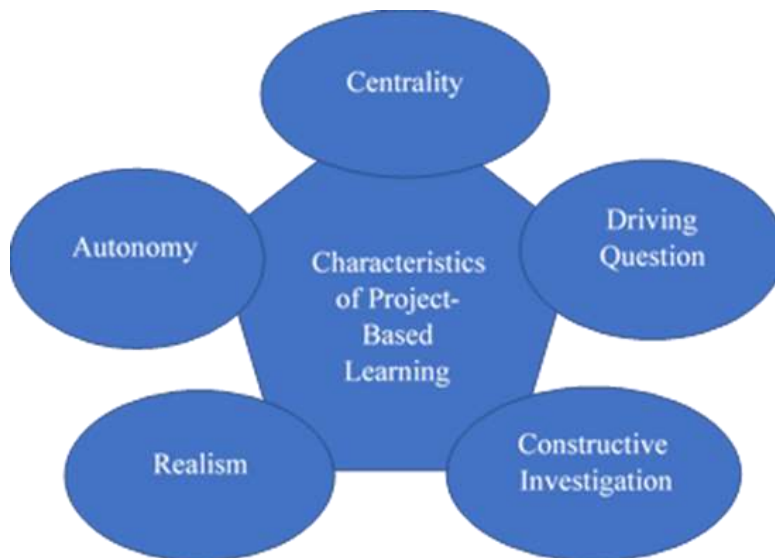 Centrality
Driving
Question
Autonomy
Characteristics
of Project-
Based
Learning
Constructive
Investigation
Realism